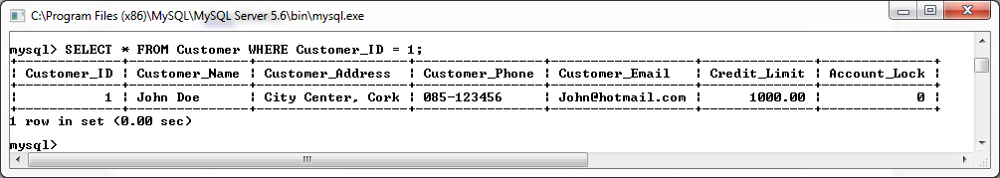 C:\Program Files (x86)\MySQL\MySQL Server 5.6\bin\mysql.exe
mysql> SELECT * FROM Customer WHERE Customer_ID = 1;
+-------------+---------------+-------------------+----------------+------------------+--------------+--------------+
| Customer_ID | Customer_Name | Customer_Address | Customer_Phone | Customer_Email | Credit_Limit | Account_Lock |
+-------------+---------------+-------------------+----------------+------------------+--------------+--------------+
| 1 | John Doe | City Center, Cork | 085-123456 | John@hotmail.com | 1000.00 | 0 |
+-------------+---------------+-------------------+----------------+------------------+--------------+--------------+
1 row in set (0.00 sec)
mysql>